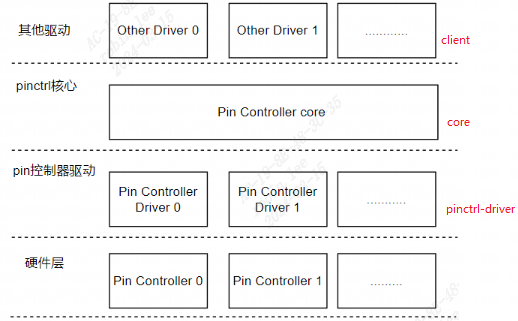 其他驱动
Other Driver 0
Other Driver 1
............
client
pinctrl核心
Pin Controller core
core
pin控制器驱动
Pin Controller
Driver 0
Pin Controller
Driver 1
...........
pinctrl-driver
硬件层
Pin Controller 0
Pin Controller 1
.........